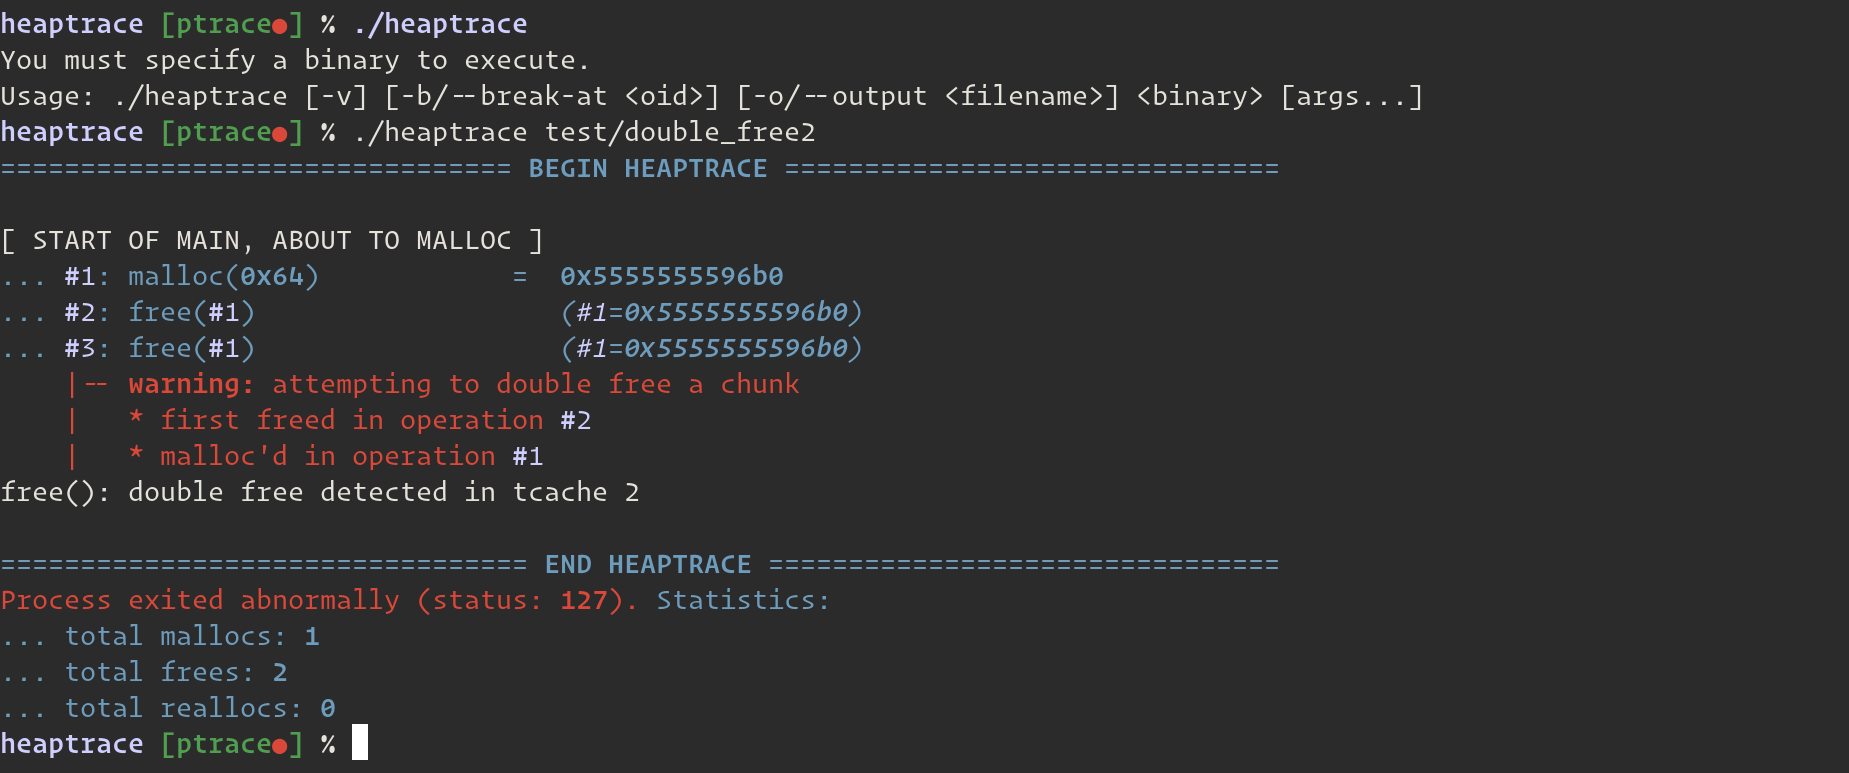 heaptrace [ptrace●] % ./heaptrace
You must specify a binary to execute.
Usage: ./heaptrace [-v] [-b/--break-at <oid>] [-o/--output <filename>] <binary> [args...]
heaptrace [ptrace●] % ./heaptrace test/double_free2
================================ BEGIN HEAPTRACE ===============================

[ START OF MAIN, ABOUT TO MALLOC ]
... #1: malloc(0x64)            =  0x5555555596b0
... #2: free(#1)                   (#1=0x5555555596b0)
... #3: free(#1)                   (#1=0x5555555596b0)
    |-- warning: attempting to double free a chunk
    |   * first freed in operation #2
    |   * malloc'd in operation #1
free(): double free detected in tcache 2

================================= END HEAPTRACE ================================
Process exited abnormally (status: 127). Statistics:
... total mallocs: 1
... total frees: 2
... total reallocs: 0
heaptrace [ptrace●] %